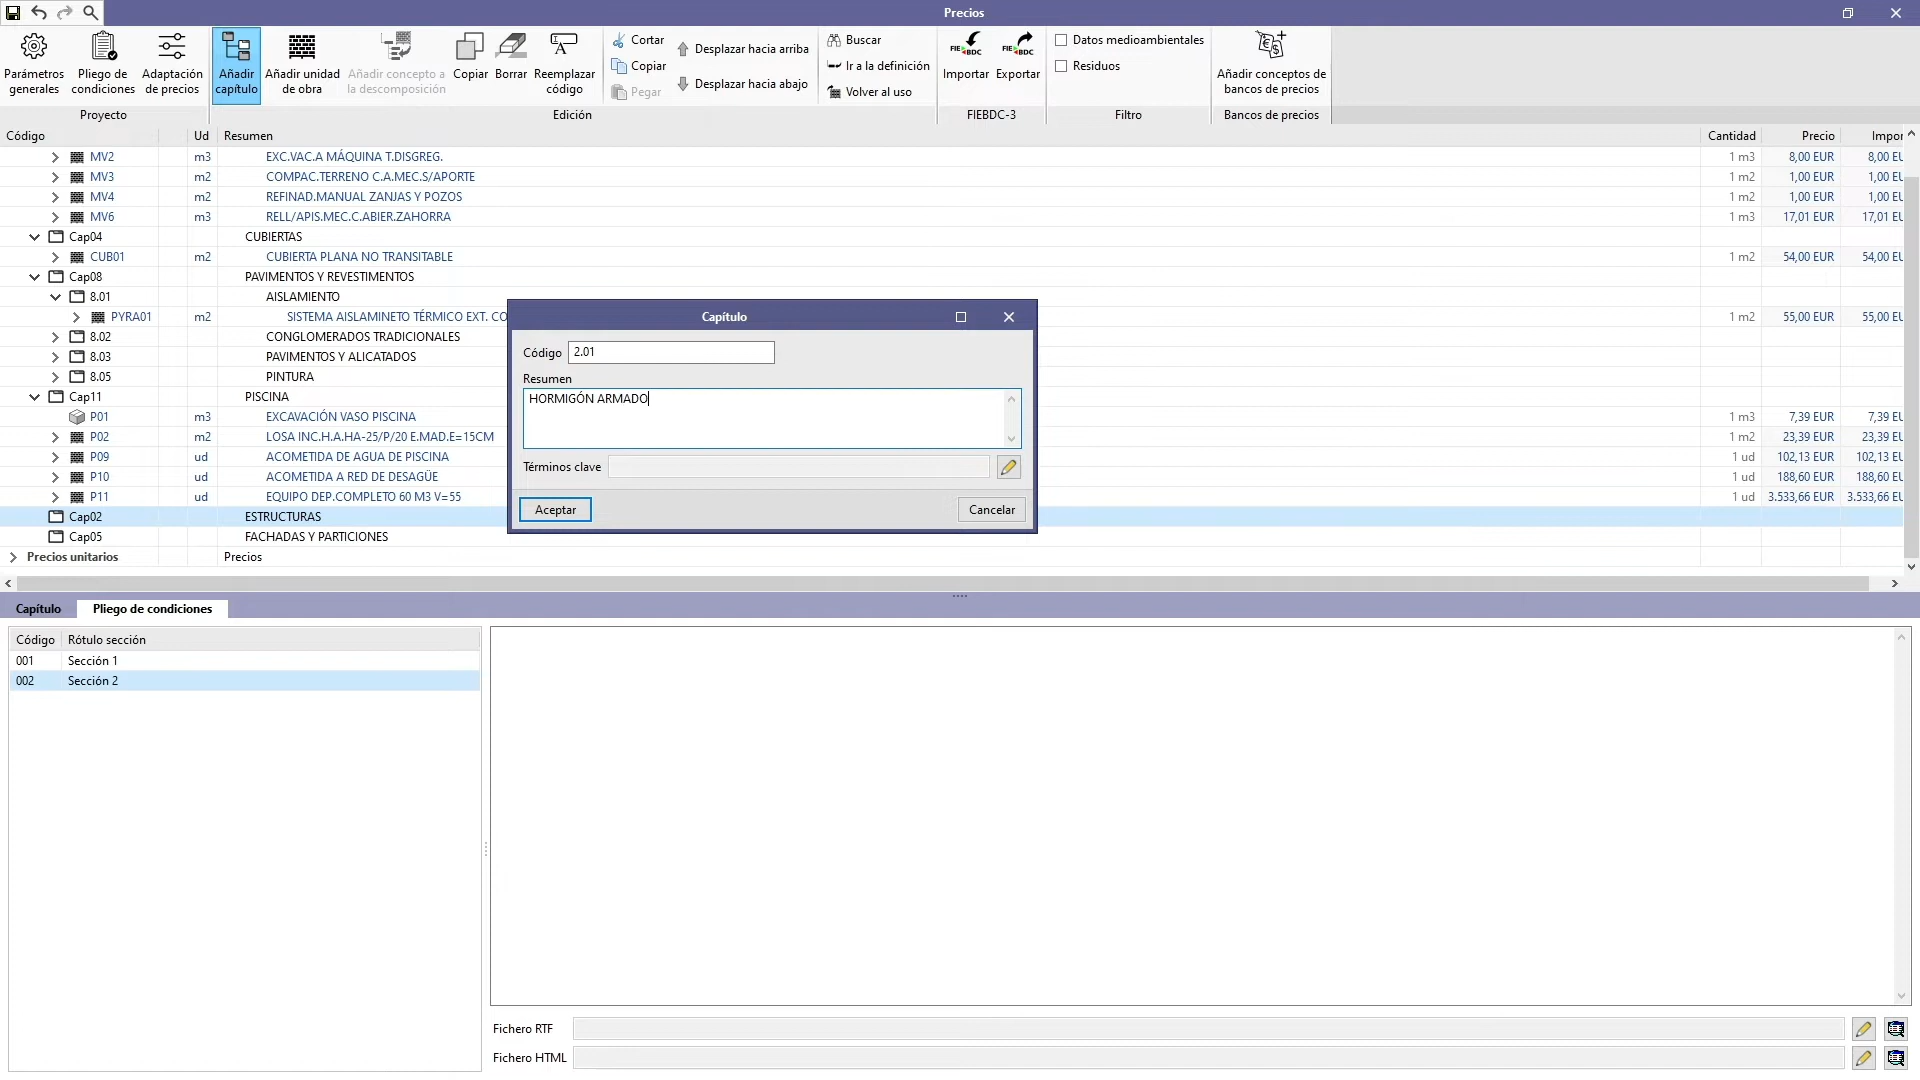 Precios
Parámetros generales
Pliego de condiciones
Adaptación de precios
Proyecto
Añadir capítulo
Añadir unidad de obra
Añadir concepto a la descomposición
Copiar
Borrar
Reemplazar código
Cortar
Copiar
Pegar
Desplazar hacia arriba
Desplazar hacia abajo
Edición
Buscar
Ir a la definición
Volver al uso
FIE BDC
Importar
FIE BDC
Exportar
FIEBDC-3
Datos medioambientales
Residuos
Filtro
Añadir conceptos de bancos de precios
Bancos de precios
Código Ud Resumen Cantidad Precio Impor
MV2 m3 EXC.VAC.A MÁQUINA T.DISGREG. 1 m3 8,00 EUR 8,00 EU
MV3 m2 COMPAC.TERRENO C.A.MEC.S/APORTE 1 m2 1,00 EUR 1,00 EU
MV4 m2 REFINAD.MANUAL ZANJAS Y POZOS 1 m2 1,00 EUR 1,00 EU
MV6 m3 RELL/APIS.MEC.C.ABIER.ZAHORRA 1 m3 17,01 EUR 17,01 EU
Cap04 CUBIERTAS
CUB01 m2 CUBIERTA PLANA NO TRANSITABLE 1 m2 54,00 EUR 54,00 EU
Cap08 PAVIMENTOS Y REVESTIMENTOS
8.01 AISLAMIENTO
PYRA01 m2 SISTEMA AISLAMINETO TÉRMICO EXT. CO 1 m2 55,00 EUR 55,00 EU
8.02 CONGLOMERADOS TRADICIONALES
8.03 PAVIMENTOS Y ALICATADOS
8.05 PINTURA
Cap11 PISCINA
P01 m3 EXCAVACIÓN VASO PISCINA 1 m3 7,39 EUR 7,39 EU
P02 m2 LOSA INC.H.A.HA-25/P/20 E.MAD.E=15CM 1 m2 23,39 EUR 23,39 EU
P09 ud ACOMETIDA DE AGUA DE PISCINA 1 ud 102,13 EUR 102,13 EU
P10 ud ACOMETIDA A RED DE DESAGÜE 1 ud 188,60 EUR 188,60 EU
P11 ud EQUIPO DEP.COMPLETO 60 M3 V=55 1 ud 3.533,66 EUR 3.533,66 EU
Cap02 ESTRUCTURAS
Cap05 FACHADAS Y PARTICIONES
Precios unitarios Precios
Capítulo
Código 2.01
Resumen
HORMIGÓN ARMADO
Términos clave
Aceptar Cancelar
Capítulo Pliego de condiciones
Código Rótulo sección
001 Sección 1
002 Sección 2
Fichero RTF
Fichero HTML